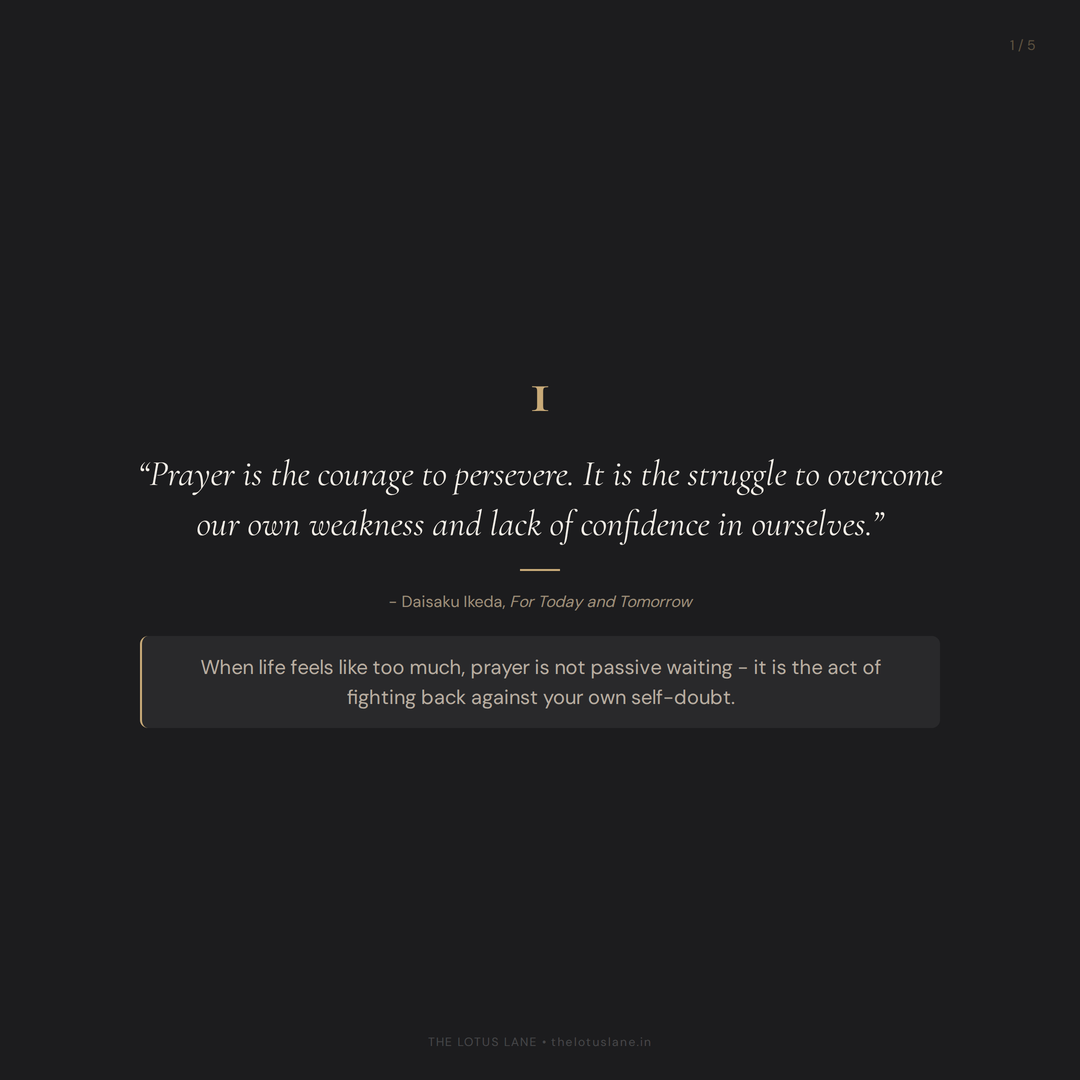 1 / 5
I
“Prayer is the courage to persevere. It is the struggle to overcome
our own weakness and lack of confidence in ourselves.”
– Daisaku Ikeda, For Today and Tomorrow
When life feels like too much, prayer is not passive waiting – it is the act of
fighting back against your own self-doubt.
THE LOTUS LANE • thelotuslane.in